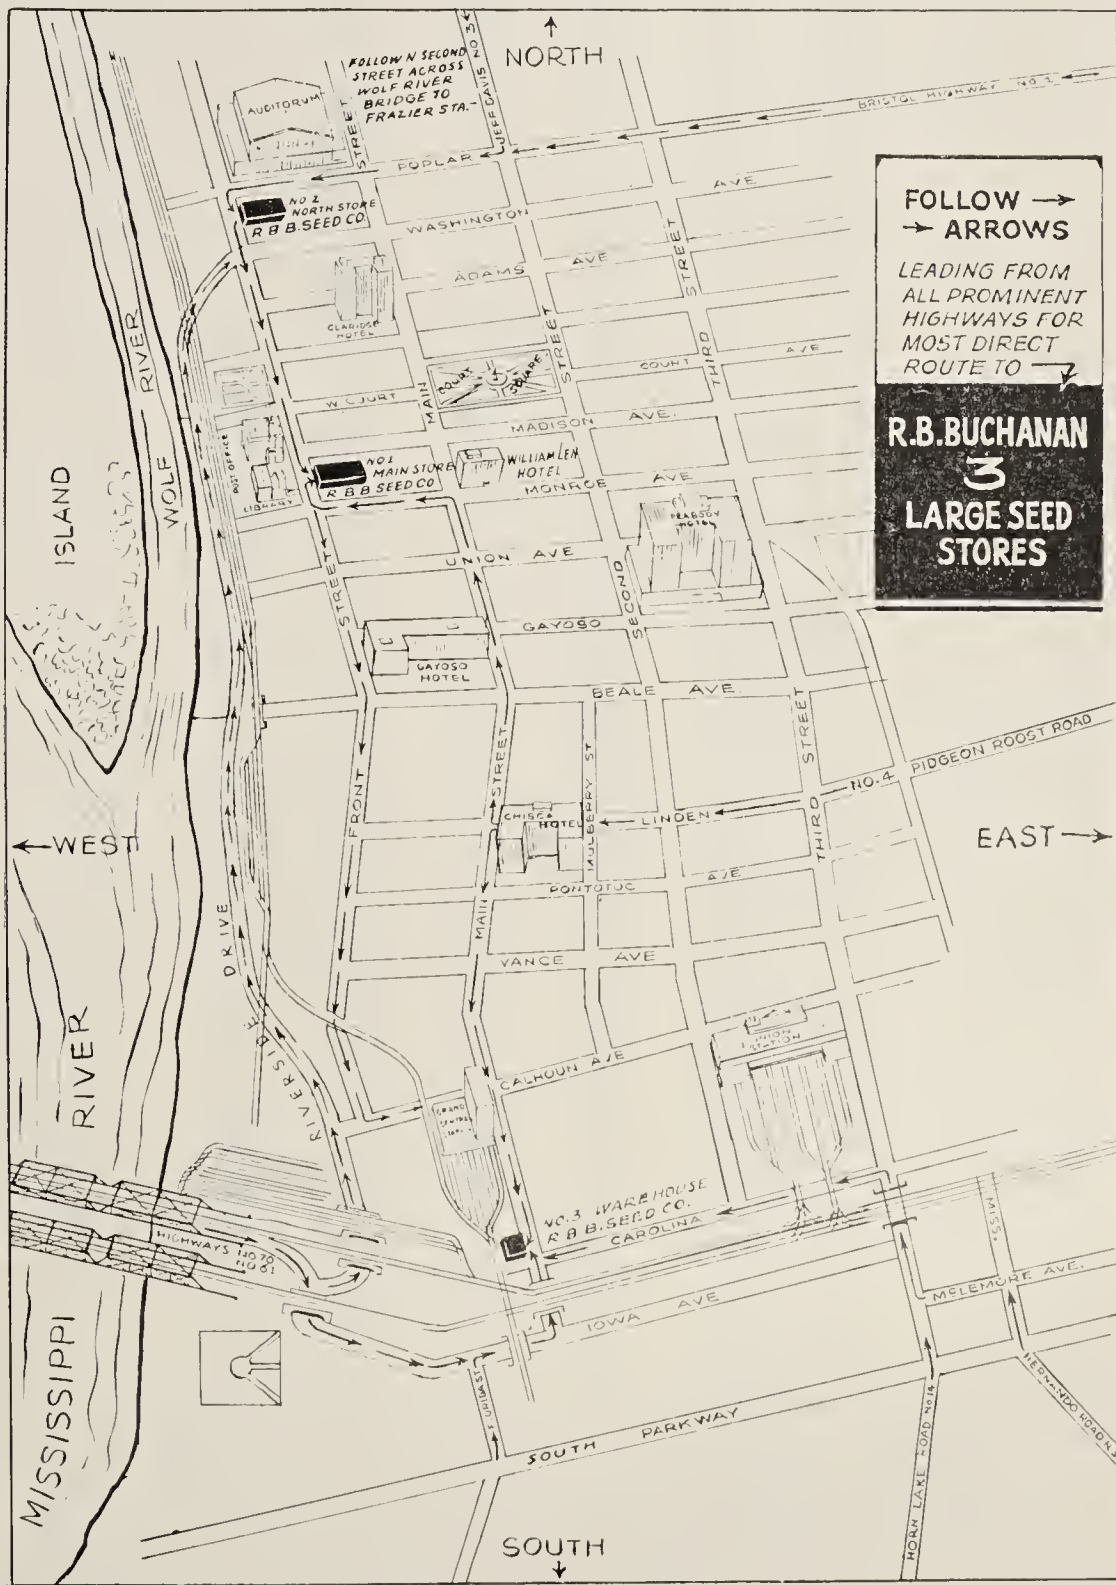 NORTH
FOLLOW N SECOND
STREET ACROSS
WOLF RIVER
BRIDGE TO
FRAZIER STA.
JEFF DAVIS NO 3
BRISTOL HIGHWAY NO. 1
AUDITORUM
STREET
POPLAR
AVE
NO 2
NORTH STORE
R B B. SEED CO.
WASHINGTON
ADAMS AVE
STREET
CLARIDGE
HOTEL
STREET
THIRD
COURT AVE
COURT SQUARE
MAIN
W COURT
MADISON AVE.
POST OFFICE
LIBRARY
NO 1
MAIN STORE
R B B SEED CO
WILLIAM LEN
HOTEL
MONROE AVE
PEABODY
HOTEL
UNION AVE
STREET
SECOND
GAYOSO
GAYOSO
HOTEL
BEALE AVE.
FOLLOW →
→ ARROWS
LEADING FROM
ALL PROMINENT
HIGHWAYS FOR
MOST DIRECT
ROUTE TO
R.B.BUCHANAN
3
LARGE SEED
STORES
ISLAND
WOLF RIVER
STREET
MULBERRY ST
THIRD STREET
NO.4 PIDGEON ROOST ROAD
LINDEN
CHISCA
HOTEL
FRONT
←WEST
EAST→
PONTOTOC AVE
MAIN
VANCE AVE
RIVERSIDE DRIVE
UNION
STATION
CALHOUN AVE
GRAND
CENTRAL
NO.3 WAREHOUSE
R B B. SEED CO.
CAROLINA
MISS.
HIGHWAYS NO 70
NO 61
MCLEMORE AVE.
IOWA AVE
SOUTH PARKWAY
HORN LAKE ROAD No 14
HERNANDO ROAD N.
MISSISSIPPI RIVER
SOUTH